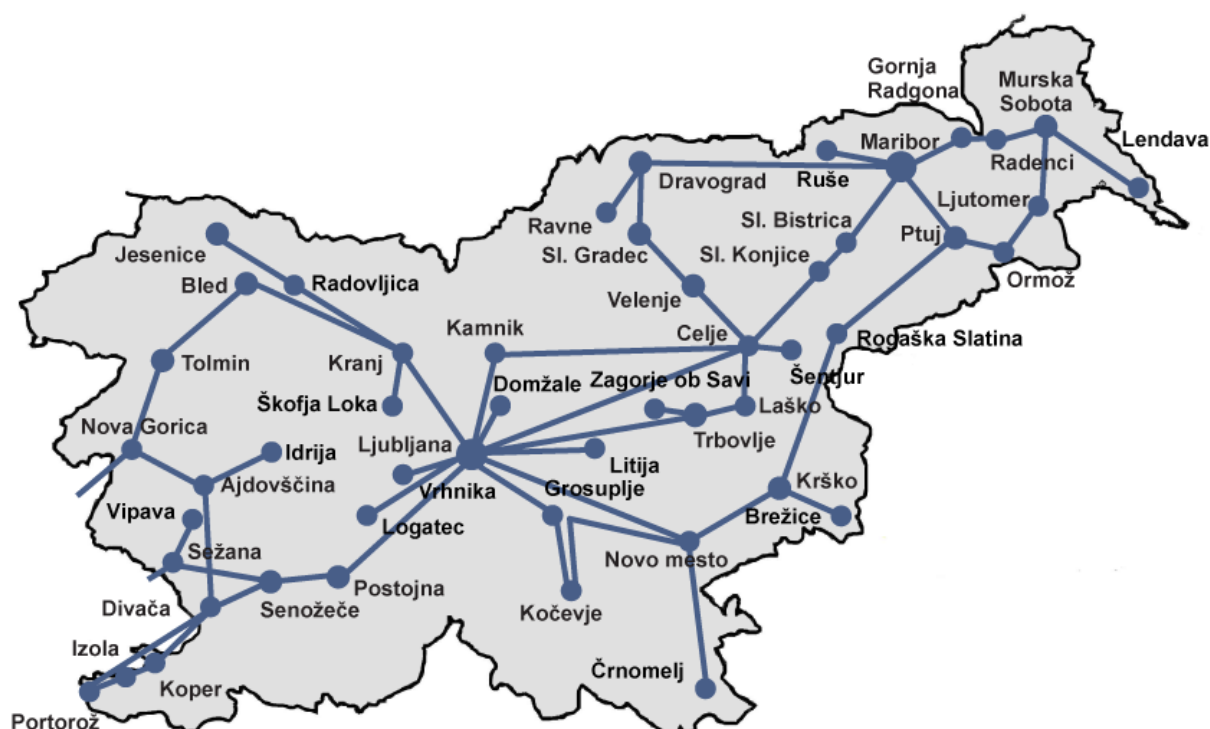 Gornja
Radgona
Murska
Sobota
Lendava
Maribor
Radenci
Dravograd
Ruše
Ljutomer
Ravne
Sl. Bistrica
Ptuj
Jesenice
Sl. Gradec
Sl. Konjice
Ormož
Bled
Radovljica
Velenje
Kamnik
Celje
Rogaška Slatina
Tolmin
Kranj
Domžale
Zagorje ob Savi
Šentjur
Škofja Loka
Laško
Nova Gorica
Ljubljana
Trbovlje
Idrija
Litija
Ajdovščina
Vrhnika
Grosuplje
Krško
Vipava
Logatec
Brežice
Sežana
Novo mesto
Postojna
Divača
Senožeče
Kočevje
Izola
Črnomelj
Koper
Portorož